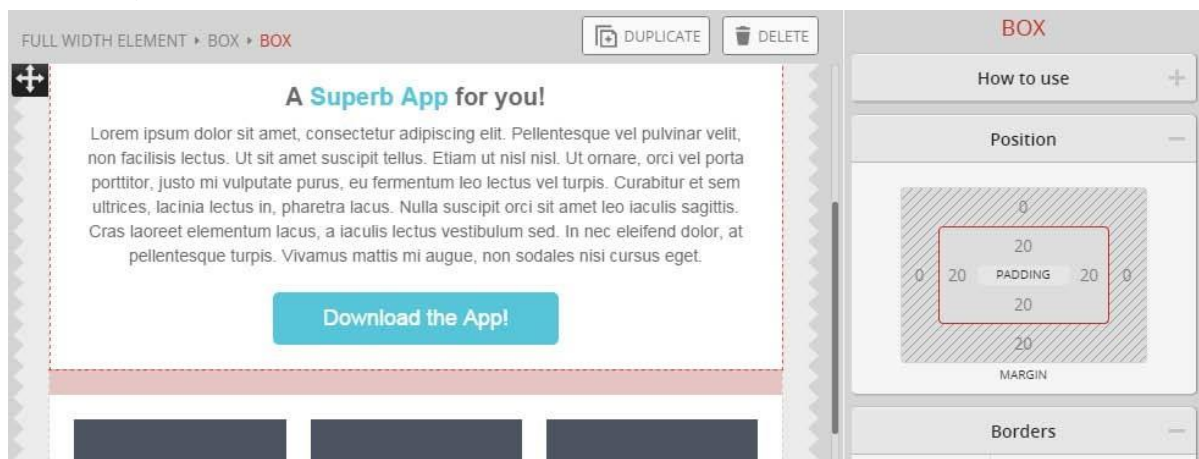 FULL WIDTH ELEMENT ▸ BOX ▸ BOX
DUPLICATE
DELETE
A Superb App for you!
Lorem ipsum dolor sit amet, consectetur adipiscing elit. Pellentesque vel pulvinar velit,
non facilisis lectus. Ut sit amet suscipit tellus. Etiam ut nisl nisl. Ut ornare, orci vel porta
porttitor, justo mi vulputate purus, eu fermentum leo lectus vel turpis. Curabitur et sem
ultrices, lacinia lectus in, pharetra lacus. Nulla suscipit orci sit amet leo iaculis sagittis.
Cras laoreet elementum lacus, a iaculis lectus vestibulum sed. In nec eleifend dolor, at
pellentesque turpis. Vivamus mattis mi augue, non sodales nisi cursus eget.
Download the App!
BOX
How to use
Position
0
20
0 20 PADDING 20 0
20
20
MARGIN
Borders